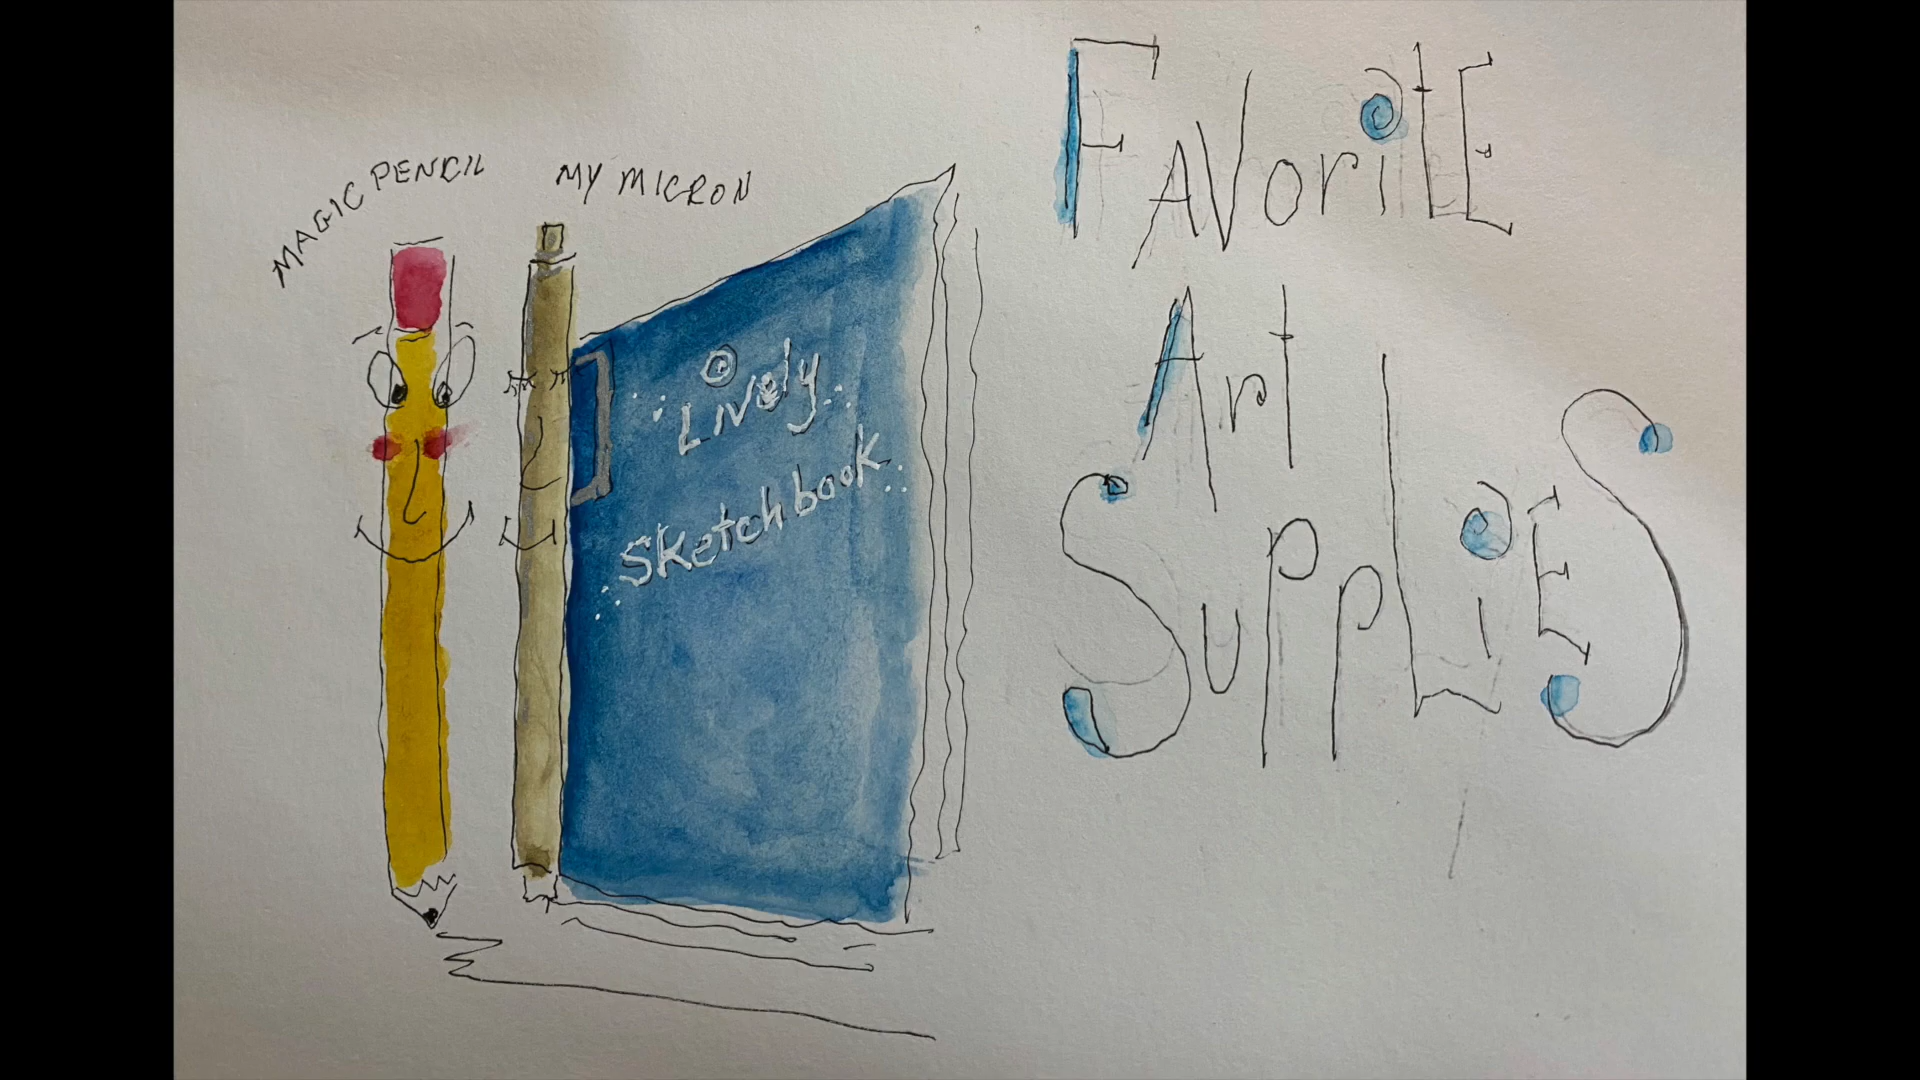 MAGIC PENCIL
MY MICRON
Lively
Sketchbook
FAVoriTE
Art
SuppLiES